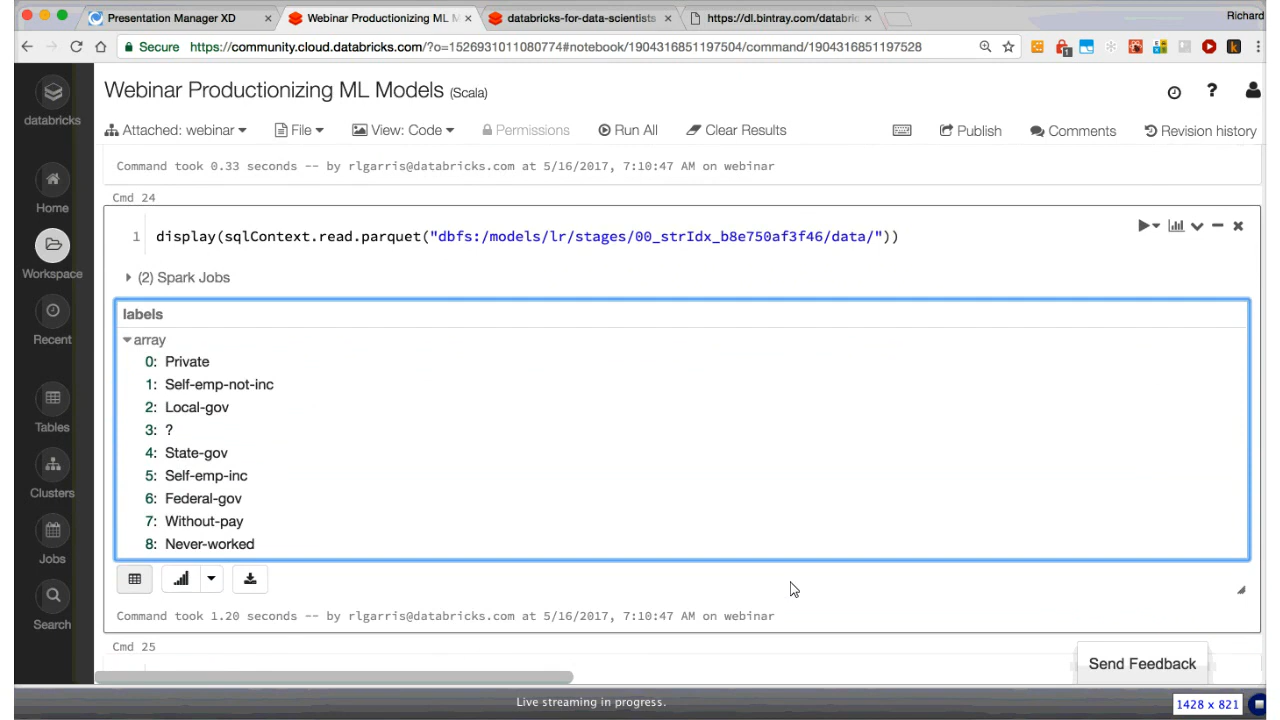 Presentation Manager XD
Webinar Productionizing ML M
databricks-for-data-scientists
https://dl.bintray.com/databric
Richard
Secure https://community.cloud.databricks.com/?o=1526931011080774#notebook/1904316851197504/command/1904316851197528
databricks
Home
Workspace
Recent
Tables
Clusters
Jobs
Search
Webinar Productionizing ML Models (Scala)
Attached: webinar File View: Code Permissions Run All Clear Results Publish Comments Revision history
Command took 0.33 seconds -- by rlgarris@databricks.com at 5/16/2017, 7:10:47 AM on webinar
Cmd 24
1 display(sqlContext.read.parquet("dbfs:/models/lr/stages/00_strIdx_b8e750af3f46/data/"))
(2) Spark Jobs
labels
array
0: Private
1: Self-emp-not-inc
2: Local-gov
3: ?
4: State-gov
5: Self-emp-inc
6: Federal-gov
7: Without-pay
8: Never-worked
Command took 1.20 seconds -- by rlgarris@databricks.com at 5/16/2017, 7:10:47 AM on webinar
Cmd 25
Send Feedback
Live streaming in progress.
1428 x 821